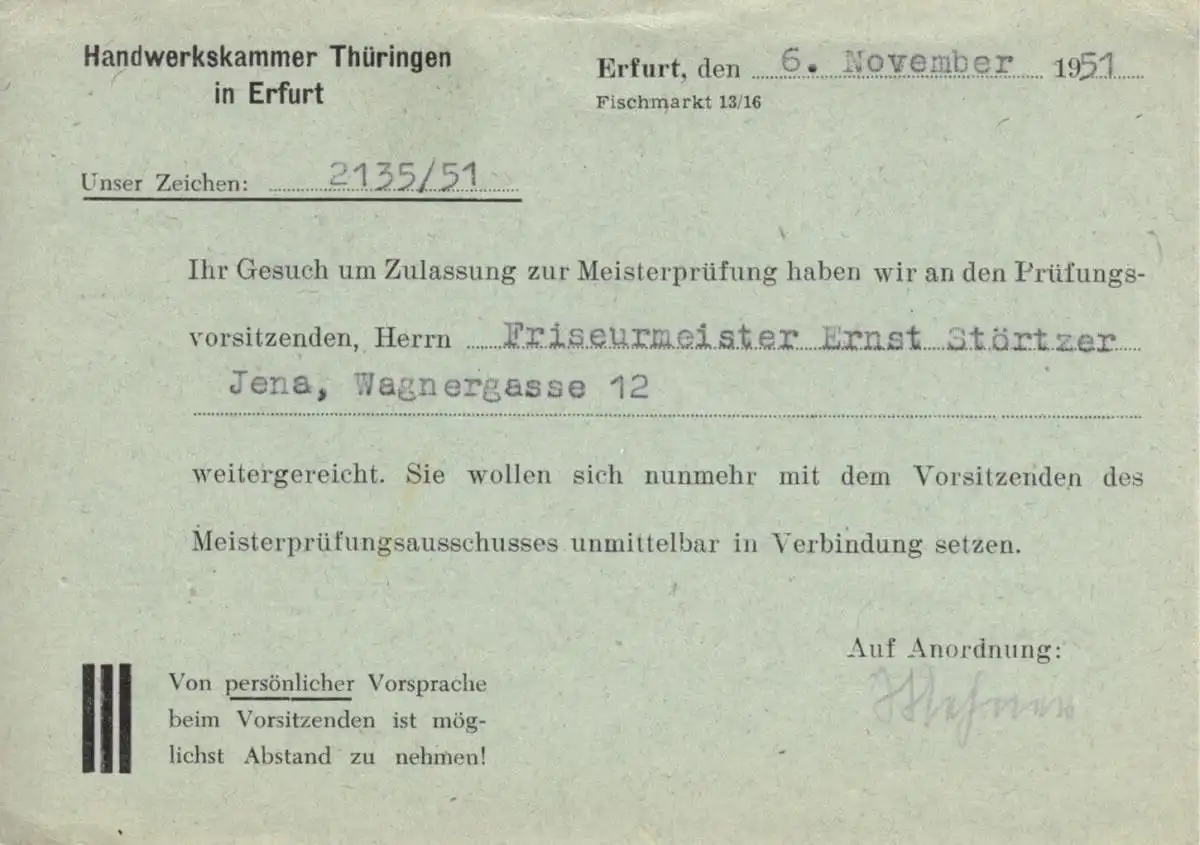 Handwerkskammer Thüringen
in Erfurt
Erfurt, den 6. November 1951
Fischmarkt 13/16
Unser Zeichen: 2135/51
Ihr Gesuch um Zulassung zur Meisterprüfung haben wir an den Prüfungs-
vorsitzenden, Herrn Friseurmeister Ernst Störtzer
Jena, Wagnergasse 12
weitergereicht. Sie wollen sich nunmehr mit dem Vorsitzenden des
Meisterprüfungsausschusses unmittelbar in Verbindung setzen.
Auf Anordnung:
Von persönlicher Vorsprache
beim Vorsitzenden ist mög-
lichst Abstand zu nehmen!